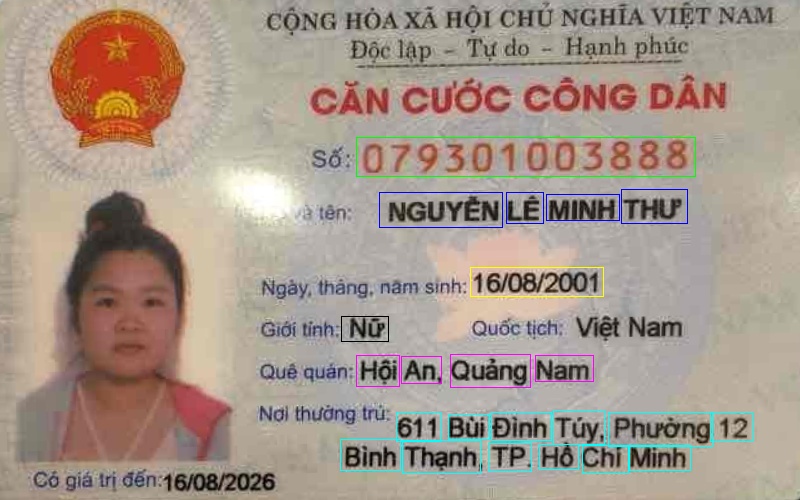 CỘNG HÒA XÃ HỘI CHỦ NGHĨA VIỆT NAM
Độc lập - Tự do - Hạnh phúc
CĂN CƯỚC CÔNG DÂN
Số: 079301003888
và tên: NGUYỄN LÊ MINH THƯ
Ngày, tháng, năm sinh: 16/08/2001
Giới tính: Nữ Quốc tịch: Việt Nam
Quê quán: Hội An, Quảng Nam
Nơi thường trú: 611 Bùi Đình Túy, Phường 12
Bình Thạnh, TP. Hồ Chí Minh
Có giá trị đến: 16/08/2026